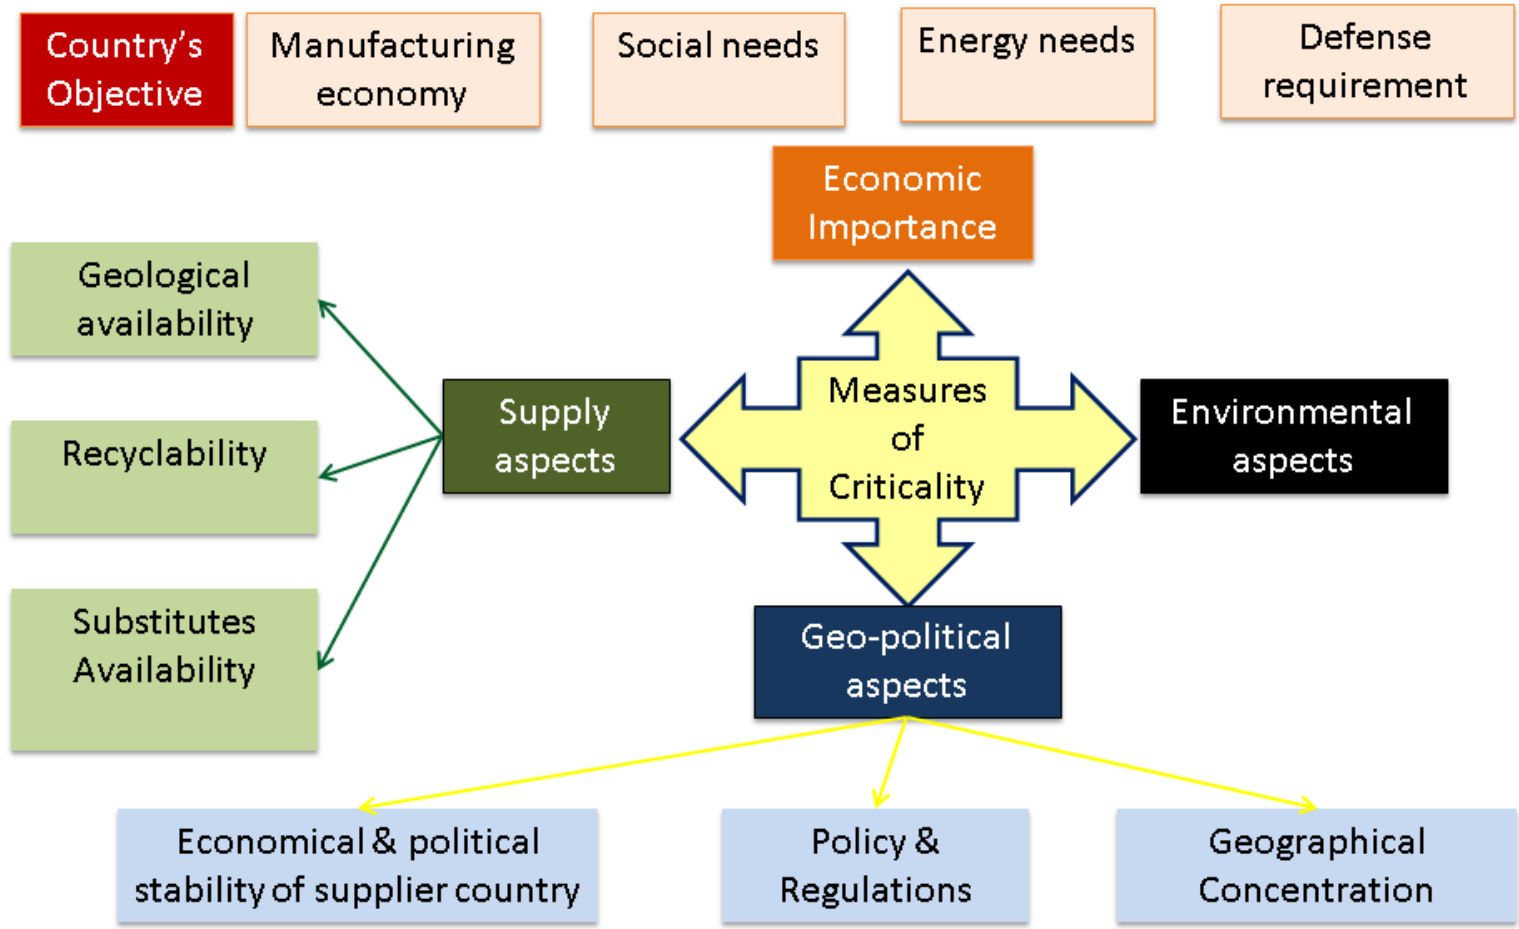 Country's
Objective
Manufacturing
economy
Social needs
Energy needs
Defense
requirement
Economic
Importance
Geological
availability
Recyclability
Substitutes
Availability
Supply
aspects
Measures
of
Criticality
Environmental
aspects
Geo-political
aspects
Economical & political
stability of supplier country
Policy &
Regulations
Geographical
Concentration